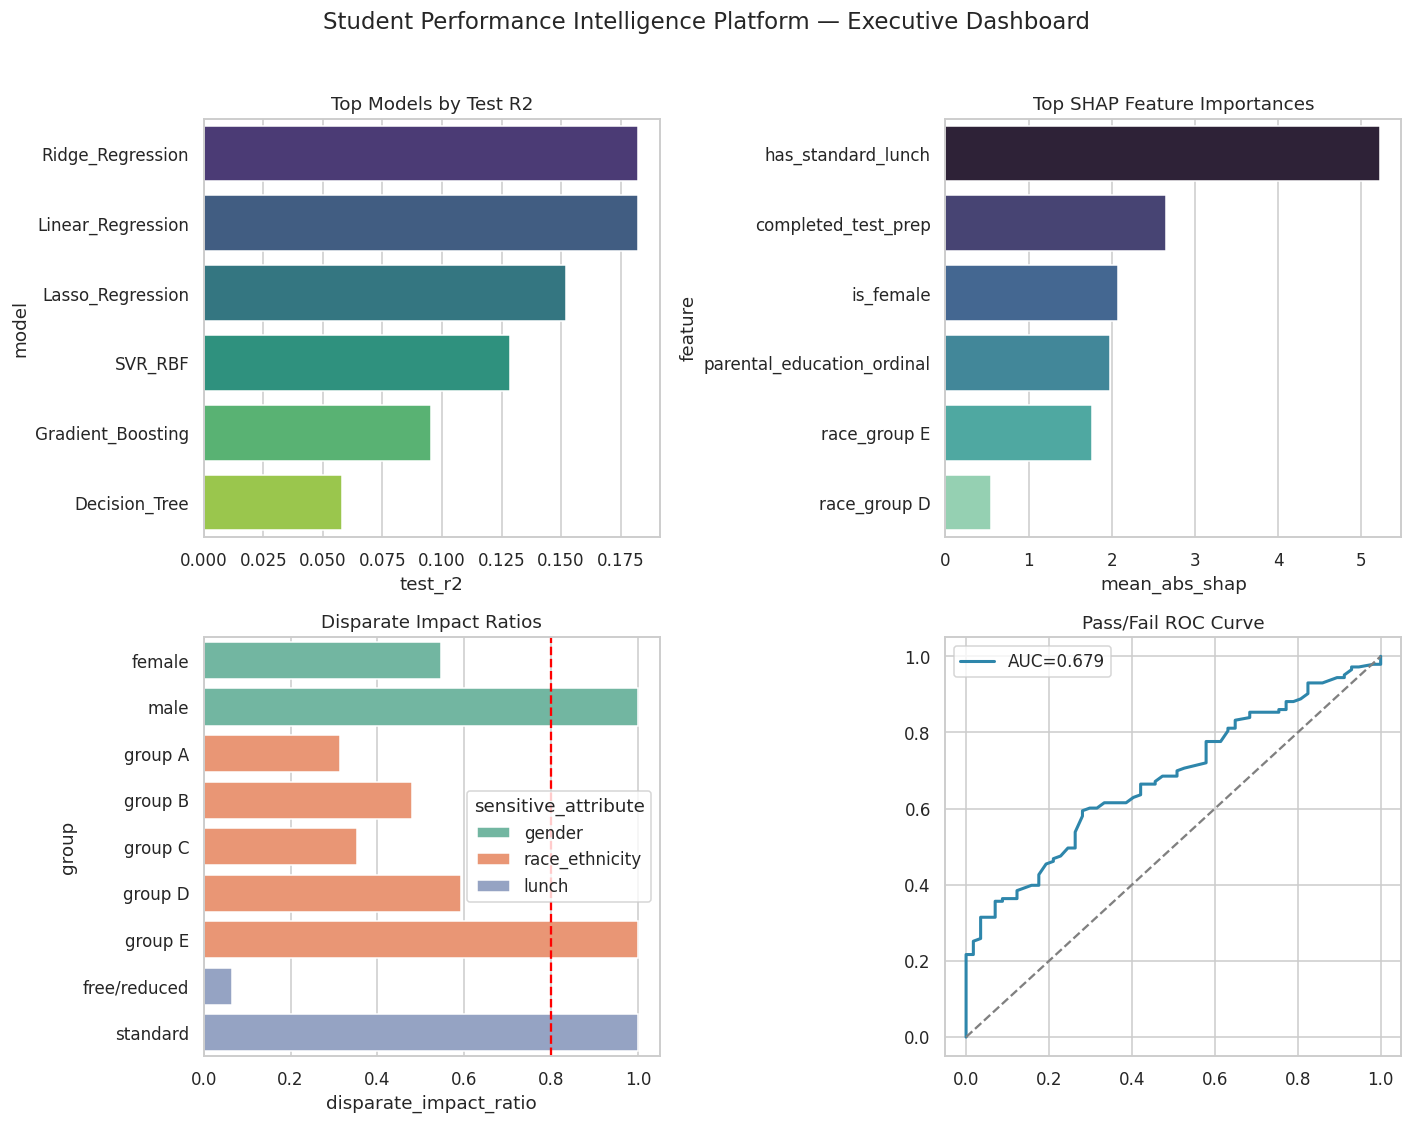 Student Performance Intelligence Platform — Executive Dashboard
Top Models by Test R2
model
Ridge_Regression
Linear_Regression
Lasso_Regression
SVR_RBF
Gradient_Boosting
Decision_Tree
0.000 0.025 0.050 0.075 0.100 0.125 0.150 0.175
test_r2
Top SHAP Feature Importances
feature
has_standard_lunch
completed_test_prep
is_female
parental_education_ordinal
race_group E
race_group D
0 1 2 3 4 5
mean_abs_shap
Disparate Impact Ratios
group
female
male
group A
group B
group C
group D
group E
free/reduced
standard
sensitive_attribute
gender
race_ethnicity
lunch
0.0 0.2 0.4 0.6 0.8 1.0
disparate_impact_ratio
Pass/Fail ROC Curve
AUC=0.679
1.0
0.8
0.6
0.4
0.2
0.0
0.0 0.2 0.4 0.6 0.8 1.0